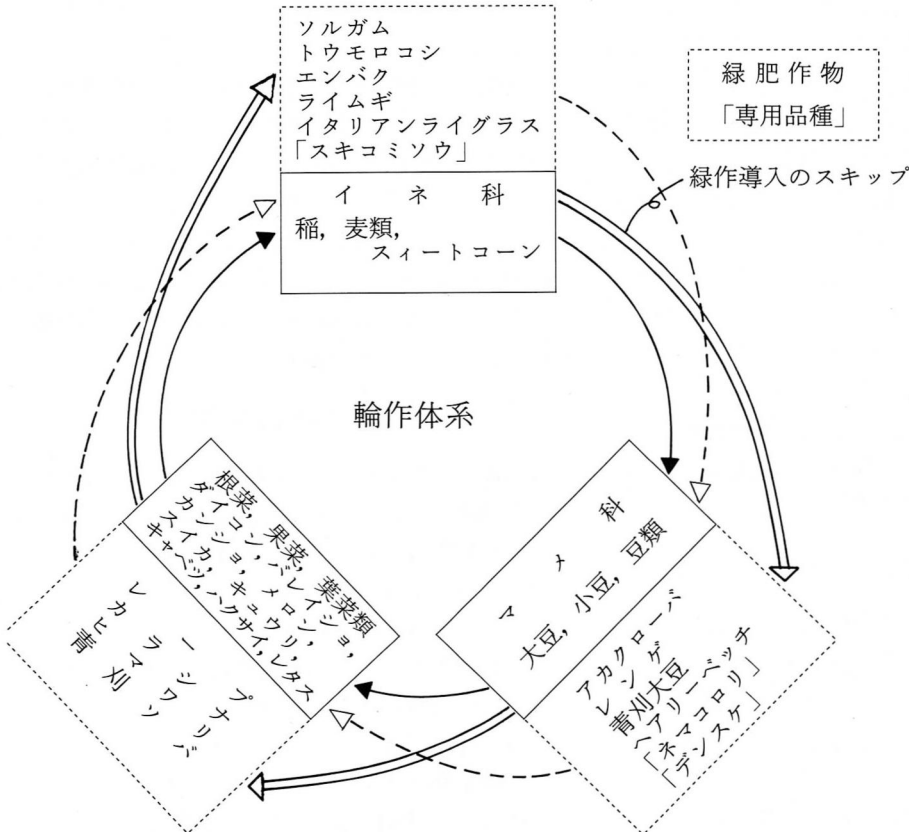 ソルガム
トウモロコシ
エンバク
ライムギ
イタリアンライグラス
「スキコミソウ」
イネ科
稲, 麦類,
スィートコーン
緑肥作物
「専用品種」
緑作導入のスキップ
輪作体系
マメ科
大豆, 小豆, 豆類
アカクローバ
レンゲ
青刈大豆
ヘアリーベッチ
「ネマコロリ」
「デンスケ」
根菜, 果菜, 葉菜類
ダイコン, バレイショ,
カンショ, メロン,
スイカ, キュウリ,
キャベツ, ハクサイ, レタス
レープ
カラシナ
ヒマワリ
青刈ソバ